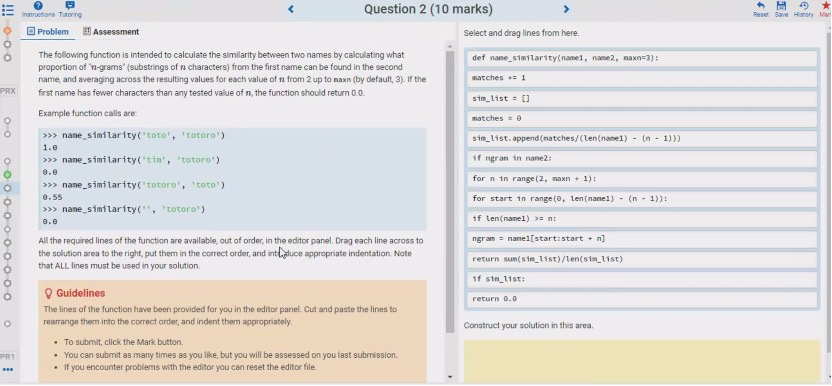 Instructions Tutoring
Question 2 (10 marks)
Reset Save History Mar
Problem Assessment
The following function is intended to calculate the similarity between two names by calculating what
proportion of "n-grams" (substrings of n characters) from the first name can be found in the second
name, and averaging across the resulting values for each value of n from 2 up to maxn (by default, 3). If the
first name has fewer characters than any tested value of n, the function should return 0.0.
Example function calls are:
>>> name_similarity('toto', 'totoro')
1.0
>>> name_similarity('tim', 'totoro')
0.0
>>> name_similarity('totoro', 'toto')
0.55
>>> name_similarity('', 'totoro')
0.0
All the required lines of the function are available, out of order, in the editor panel. Drag each line across to
the solution area to the right, put them in the correct order, and introduce appropriate indentation. Note
that ALL lines must be used in your solution.
Guidelines
The lines of the function have been provided for you in the editor panel. Cut and paste the lines to
rearrange them into the correct order, and indent them appropriately.
• To submit, click the Mark button.
• You can submit as many times as you like, but you will be assessed on you last submission.
• If you encounter problems with the editor you can reset the editor file.
Select and drag lines from here.
def name_similarity(name1, name2, maxn=3):
matches += 1
sim_list = []
matches = 0
sim_list.append(matches/(len(name1) - (n - 1)))
if ngram in name2:
for n in range(2, maxn + 1):
for start in range(0, len(name1) - (n - 1)):
if len(name1) >= n:
ngram = name1[start:start + n]
return sum(sim_list)/len(sim_list)
if sim_list:
return 0.0
Construct your solution in this area.
PRX
PR1